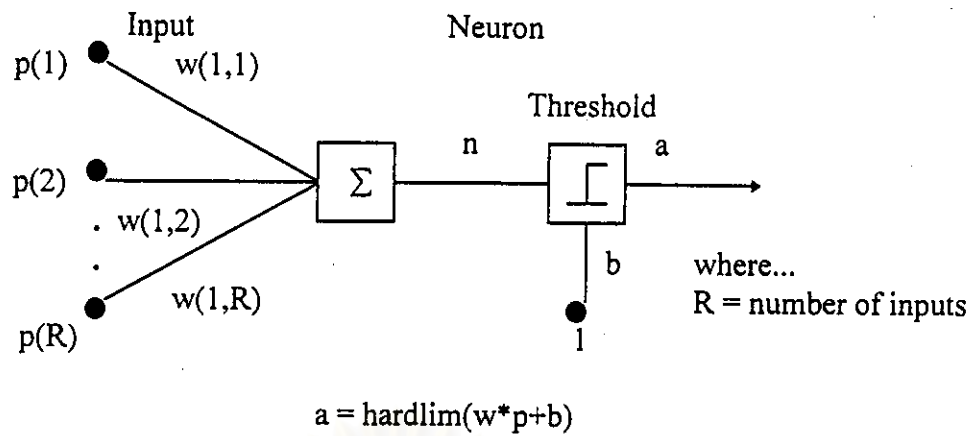 Input
Neuron
p(1)
w(1,1)
Threshold
n
a
p(2)
Σ
w(1,2)
b
where...
R = number of inputs
w(1,R)
p(R)
1
a = hardlim(w*p+b)